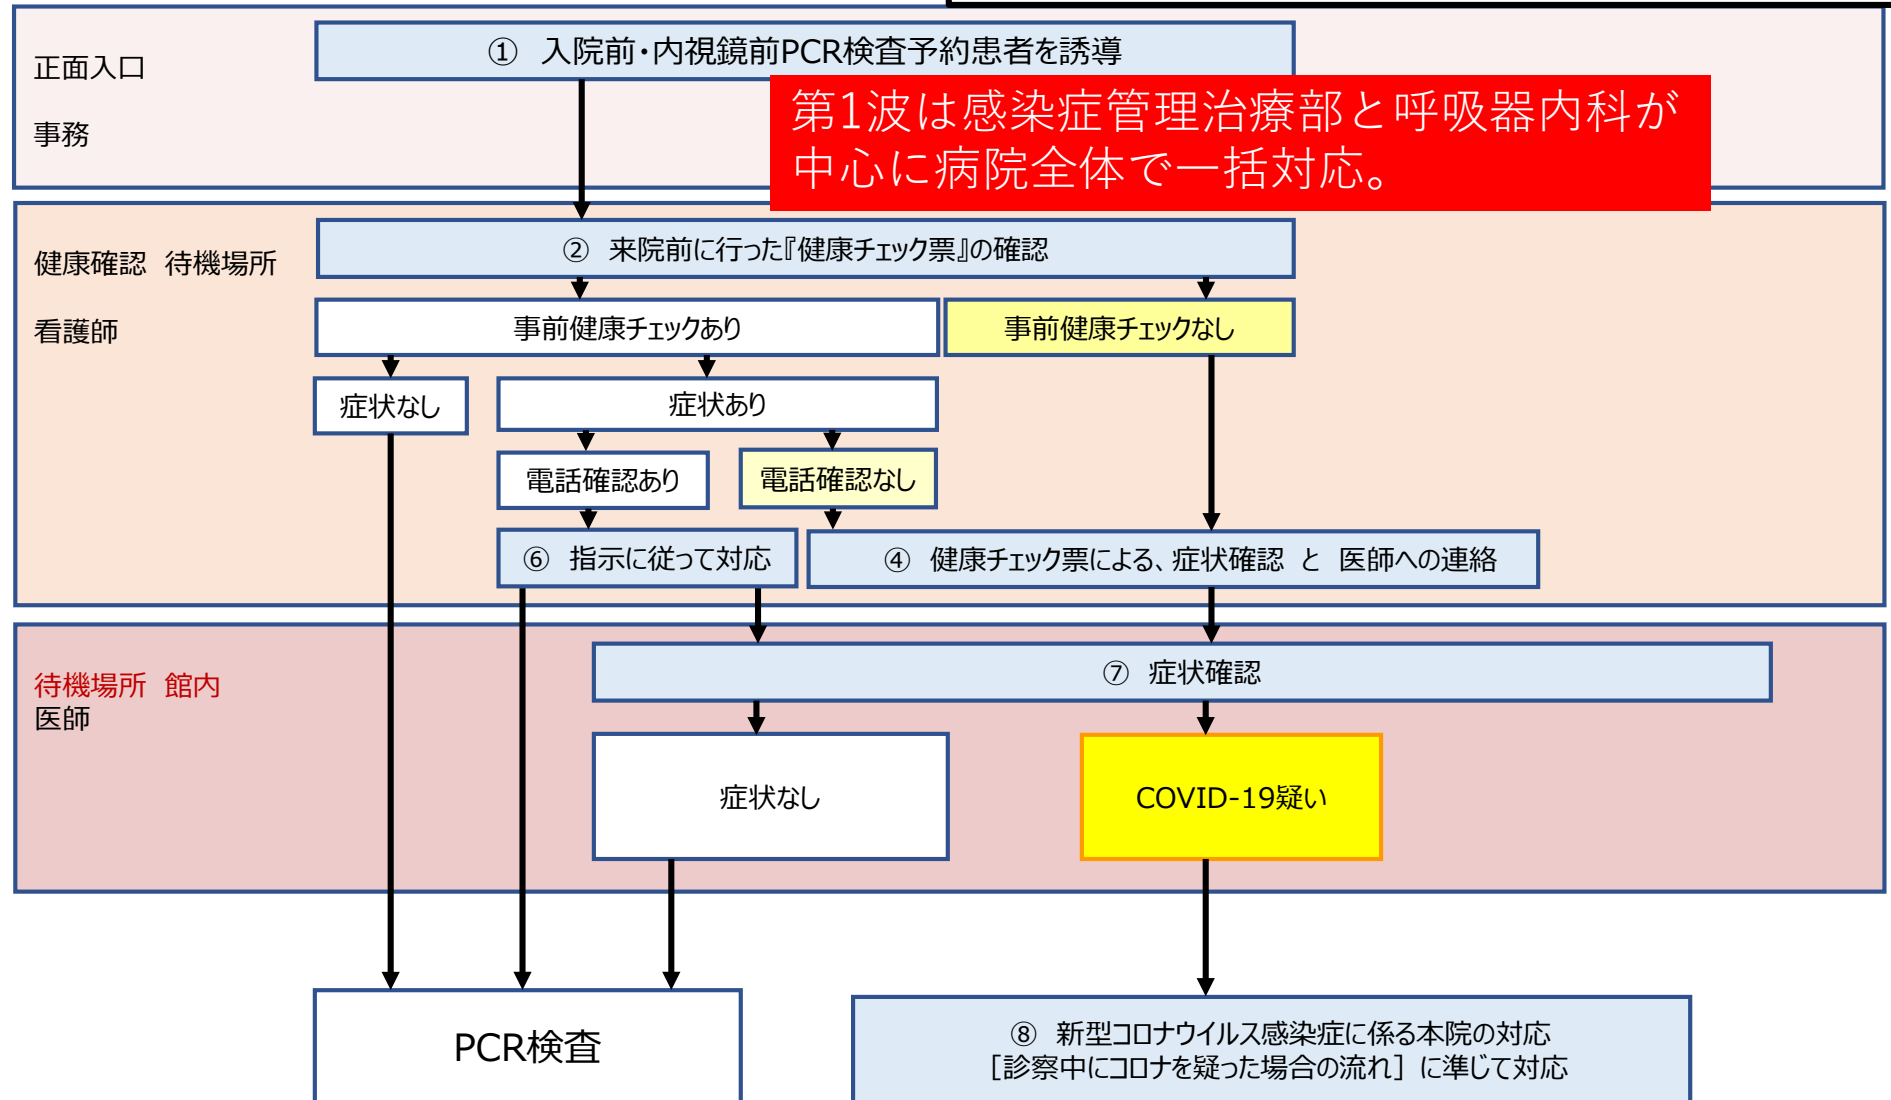 ① 入院前・内視鏡前PCR検査予約患者を誘導
正面入口
事務
第1波は感染症管理治療部と呼吸器内科が
中心に病院全体で一括対応。
② 来院前に行った『健康チェック票』の確認
健康確認 待機場所
看護師
事前健康チェックあり
事前健康チェックなし
症状なし
症状あり
電話確認あり
電話確認なし
⑥ 指示に従って対応
④ 健康チェック票による、症状確認 と 医師への連絡
待機場所 館内
医師
⑦ 症状確認
症状なし
COVID-19疑い
PCR検査
⑧ 新型コロナウイルス感染症に係る本院の対応
[診察中にコロナを疑った場合の流れ] に準じて対応